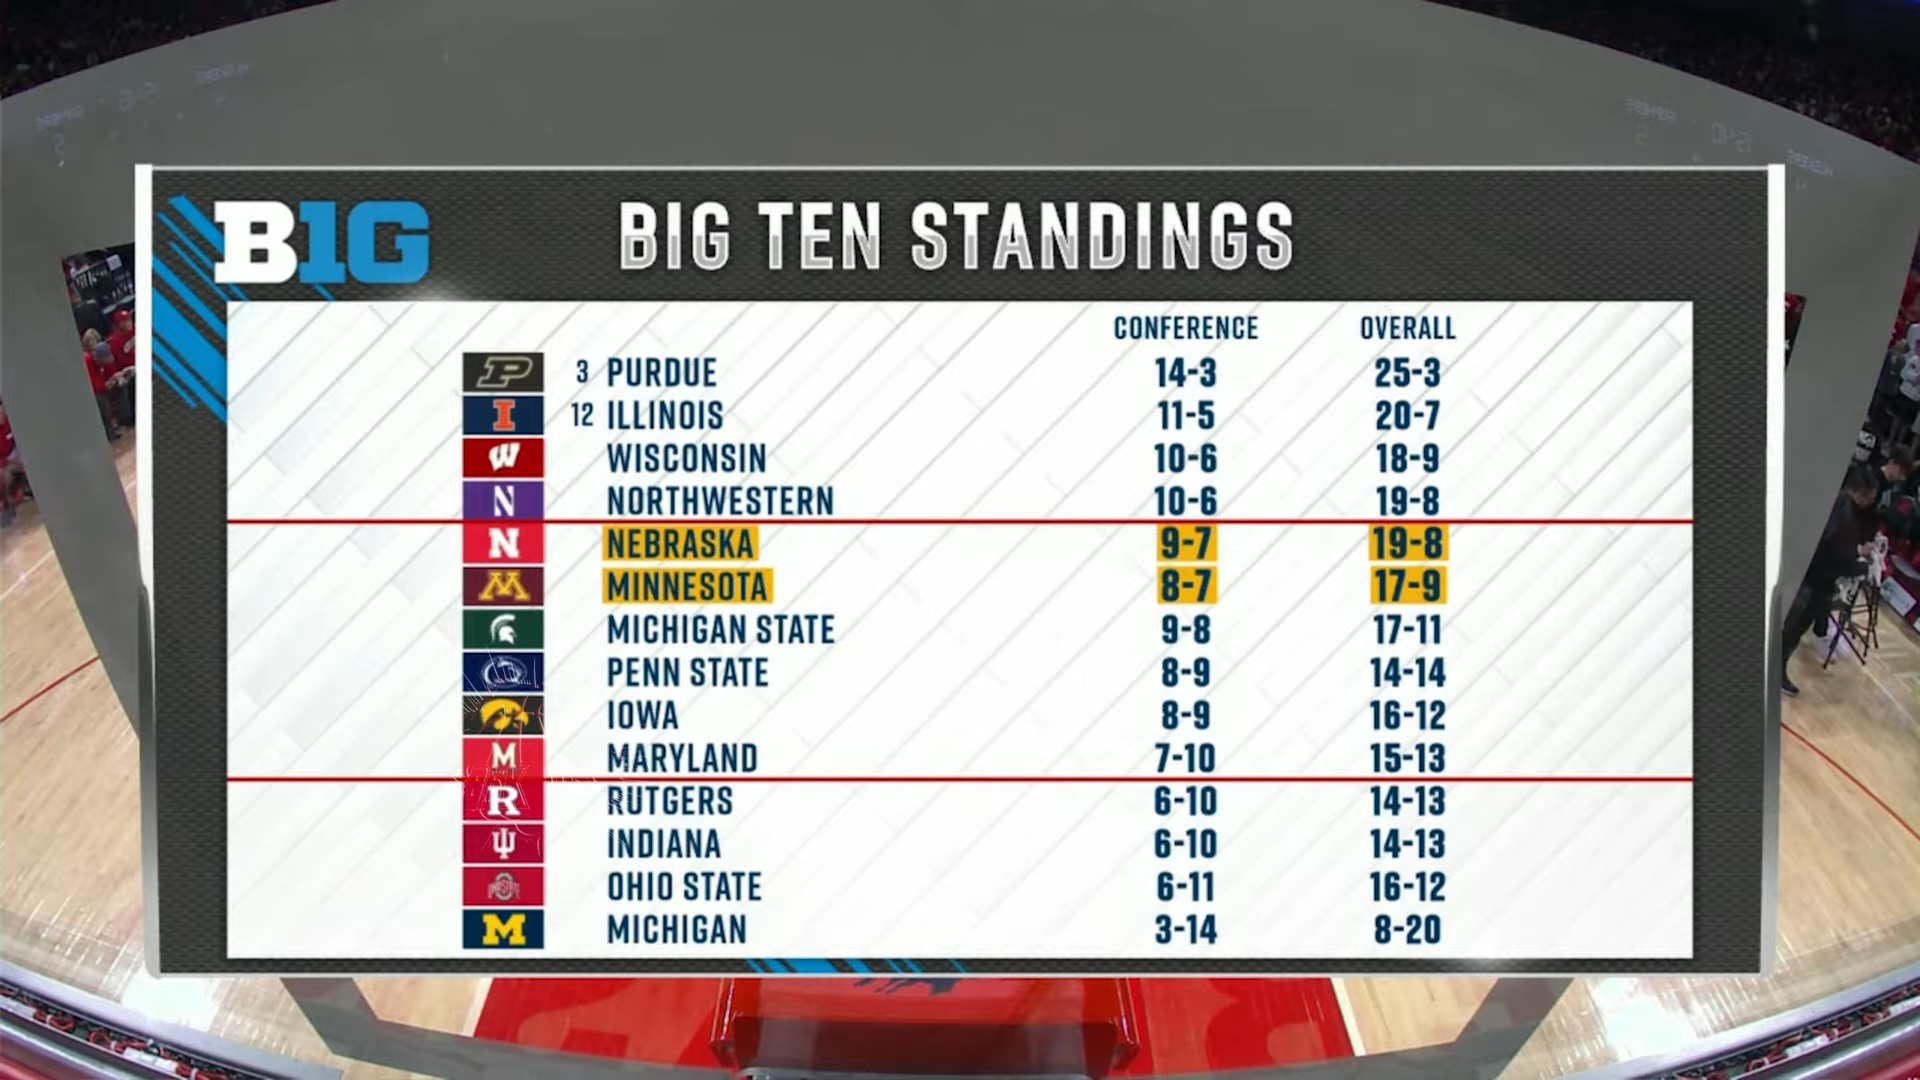 B1G BIG TEN STANDINGS
CONFERENCE OVERALL
3 PURDUE 14-3 25-3
12 ILLINOIS 11-5 20-7
WISCONSIN 10-6 18-9
NORTHWESTERN 10-6 19-8
NEBRASKA 9-7 19-8
MINNESOTA 8-7 17-9
MICHIGAN STATE 9-8 17-11
PENN STATE 8-9 14-14
IOWA 8-9 16-12
MARYLAND 7-10 15-13
RUTGERS 6-10 14-13
INDIANA 6-10 14-13
OHIO STATE 6-11 16-12
MICHIGAN 3-14 8-20